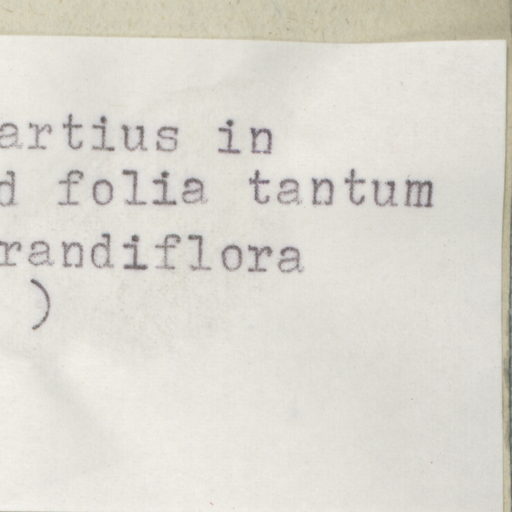 artius in
d folia tantum
randiflora
)